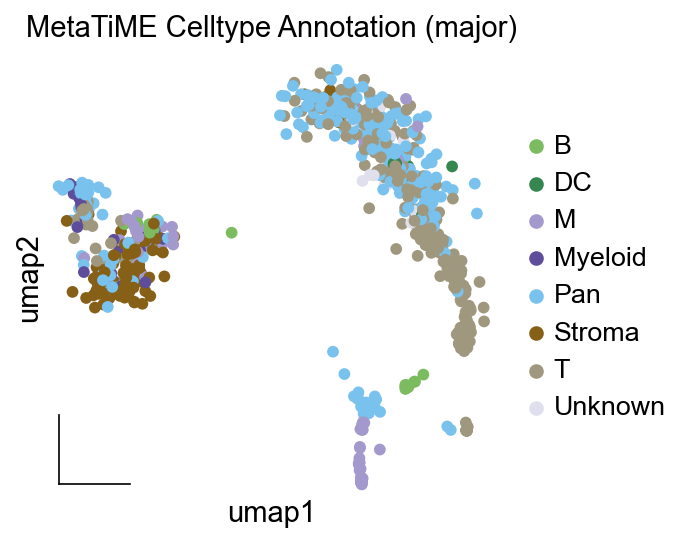 MetaTiME Celltype Annotation (major)
B
DC
M
Myeloid
Pan
Stroma
T
Unknown
umap2
umap1